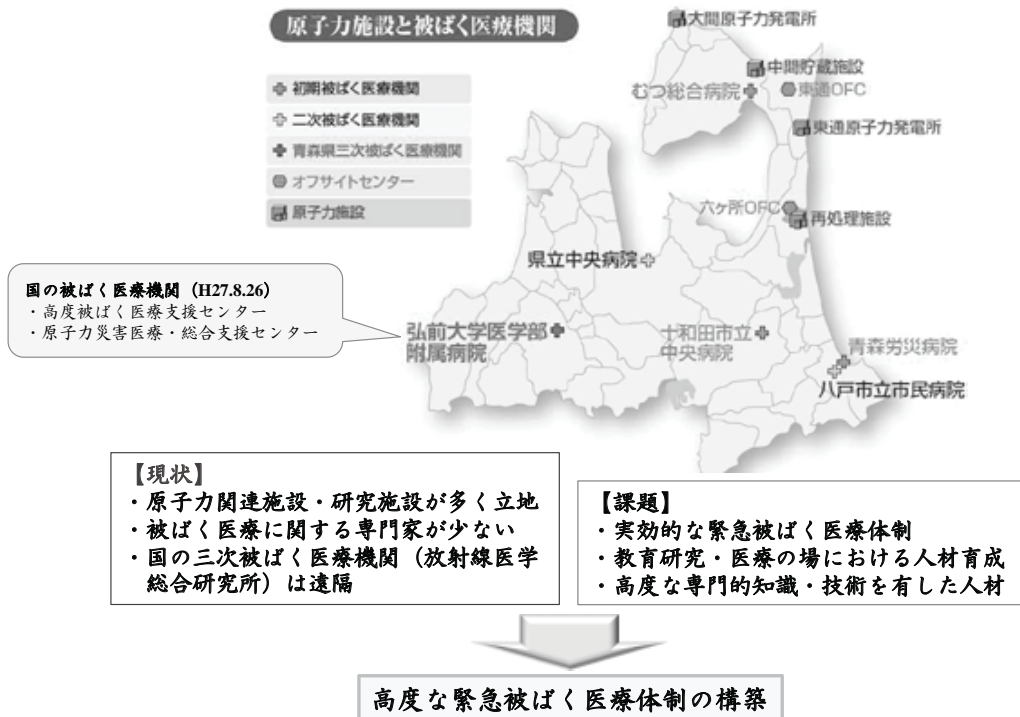 原子力施設と被ばく医療機関
初期被ばく医療機関
二次被ばく医療機関
青森県三次被ばく医療機関
オフサイトセンター
原子力施設
大間原子力発電所
中間貯蔵施設
むつ総合病院
東通OFC
東通原子力発電所
六ヶ所OFC
再処理施設
県立中央病院
国の被ばく医療機関（H27.8.26）
・高度被ばく医療支援センター
・原子力災害医療・総合支援センター
弘前大学医学部
附属病院
十和田市立
中央病院
青森労災病院
八戸市立市民病院
【現状】
・原子力関連施設・研究施設が多く立地
・被ばく医療に関する専門家が少ない
・国の三次被ばく医療機関（放射線医学
総合研究所）は遠隔
【課題】
・実効的な緊急被ばく医療体制
・教育研究・医療の場における人材育成
・高度な専門的知識・技術を有した人材
高度な緊急被ばく医療体制の構築